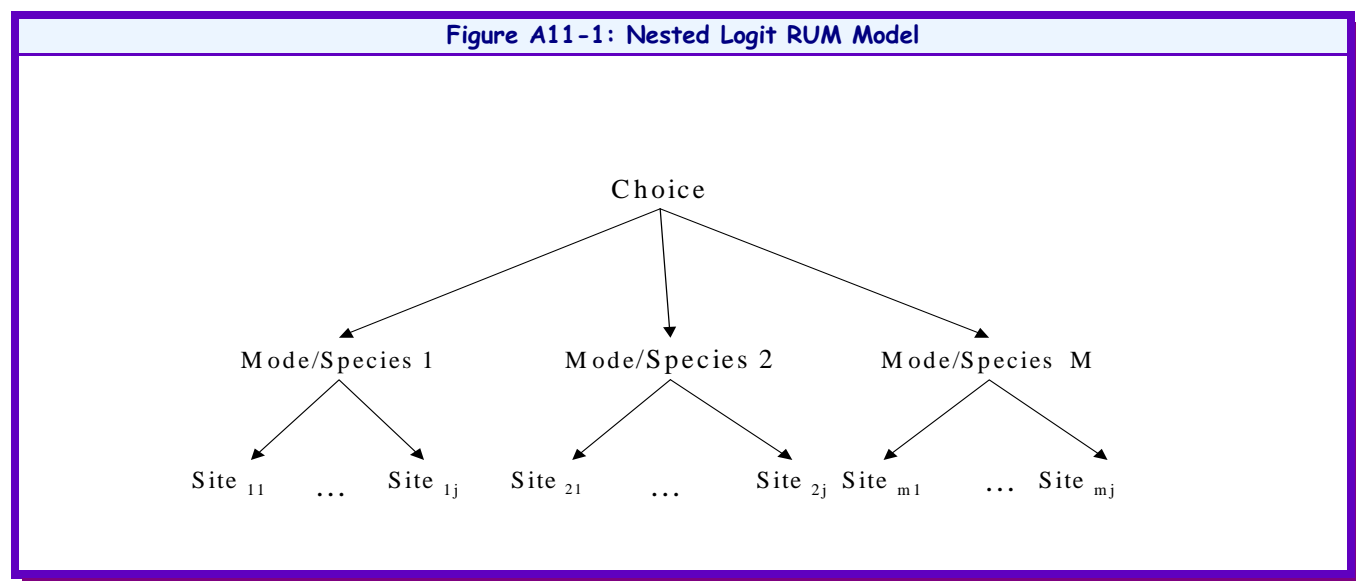 Figure A11-1: Nested Logit RUM Model
Choice
Mode/Species 1 Mode/Species 2 Mode/Species M
Site 11 ... Site 1j Site 21 ... Site 2j Site m1 ... Site mj